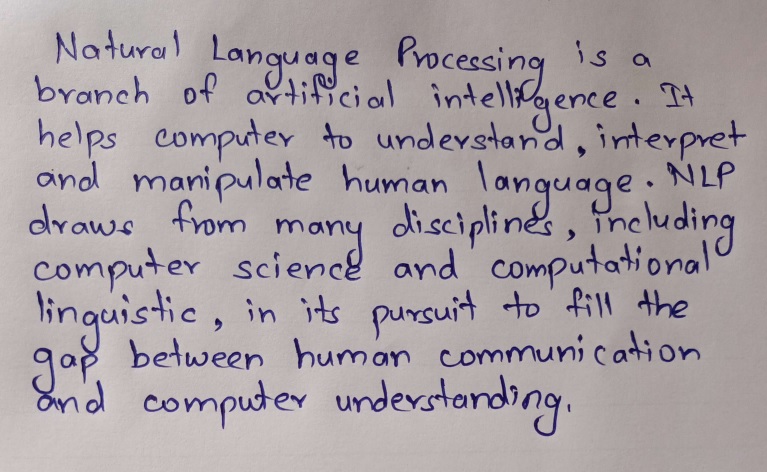 Natural Language Processing is a
branch of artificial intelligence. It
helps computer to understand, interpret
and manipulate human language. NLP
draws from many disciplines, including
computer science and computational
linguistic, in its pursuit to fill the
gap between human communication
and computer understanding.